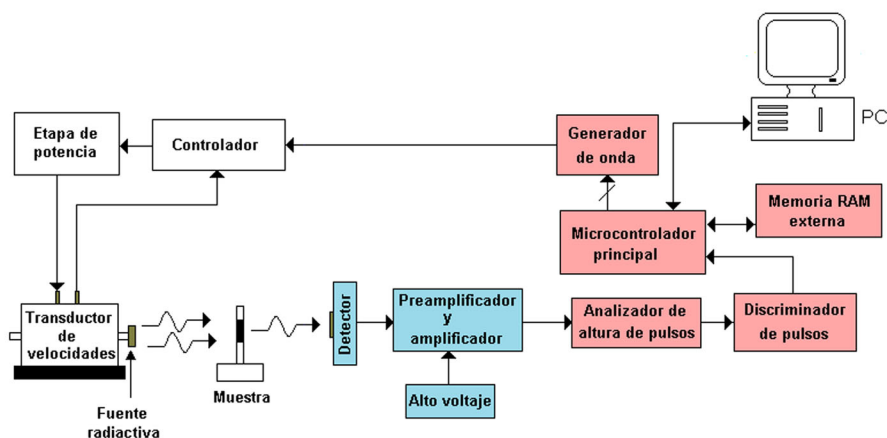 PC
Etapa de
potencia
Controlador
Generador
de onda
Memoria RAM
externa
Microcontrolador
principal
Transductor
de
velocidades
Detector
Preamplificador
y
amplificador
Analizador de
altura de pulsos
Discriminador
de pulsos
Muestra
Alto voltaje
Fuente
radiactiva